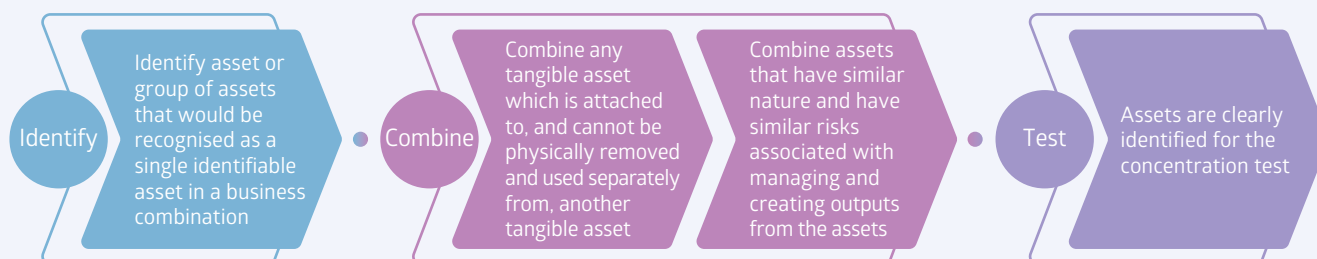 Identify
Identify asset or
group of assets
that would be
recognised as a
single identifiable
asset in a business
combination
Combine
Combine any
tangible asset
which is attached
to, and cannot be
physically removed
and used separately
from, another
tangible asset
Combine assets
that have similar
nature and have
similar risks
associated with
managing and
creating outputs
from the assets
Test
Assets are clearly
identified for the
concentration test